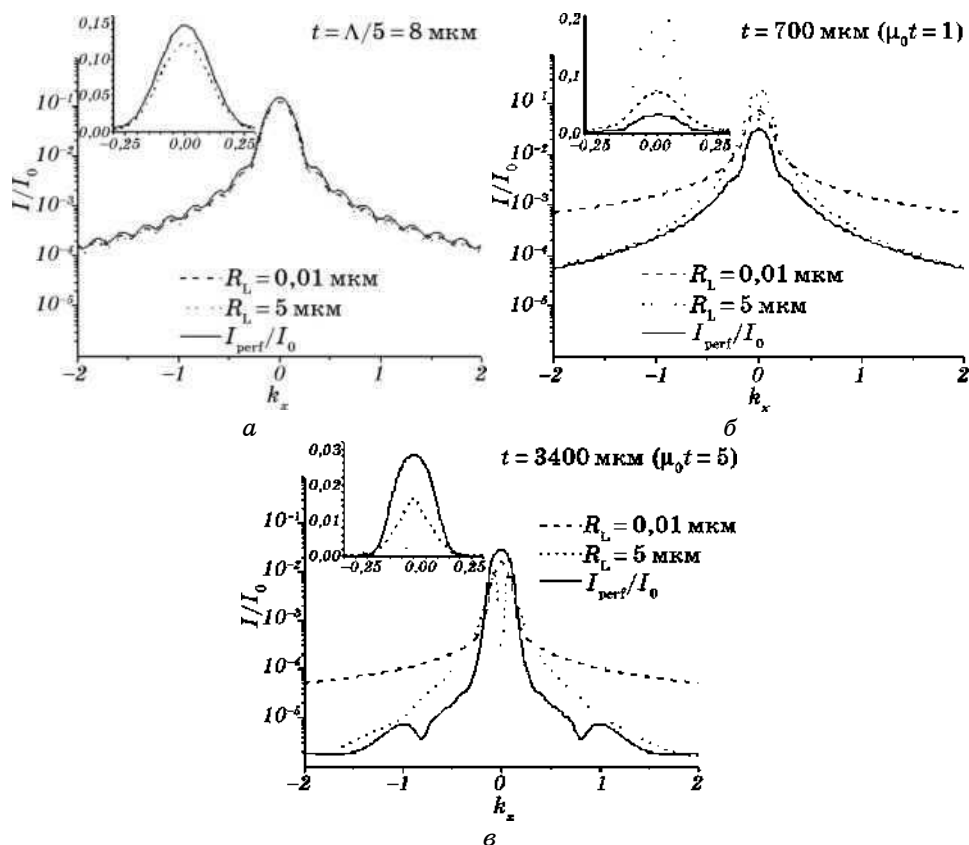 0,15
0,10
0,05
0,00
−0,25
0,00
0,25
t = Λ/5 = 8 мкм
I/I₀
10⁻¹
10⁻²
10⁻³
10⁻⁴
10⁻⁵
R_L = 0,01 мкм
R_L = 5 мкм
I_perf/I₀
−2
−1
0
1
2
k_x
а
0,2
0,1
0,0
−0,25
0,00
0,25
t = 700 мкм (μ₀t = 1)
I/I₀
10⁻¹
10⁻²
10⁻³
10⁻⁴
10⁻⁵
R_L = 0,01 мкм
R_L = 5 мкм
I_perf/I₀
−2
−1
0
1
2
k_x
б
0,03
0,02
0,01
0,00
−0,25
0,00
0,25
t = 3400 мкм (μ₀t = 5)
I/I₀
10⁻¹
10⁻²
10⁻³
10⁻⁴
10⁻⁵
R_L = 0,01 мкм
R_L = 5 мкм
I_perf/I₀
−2
−1
0
1
2
k_x
в